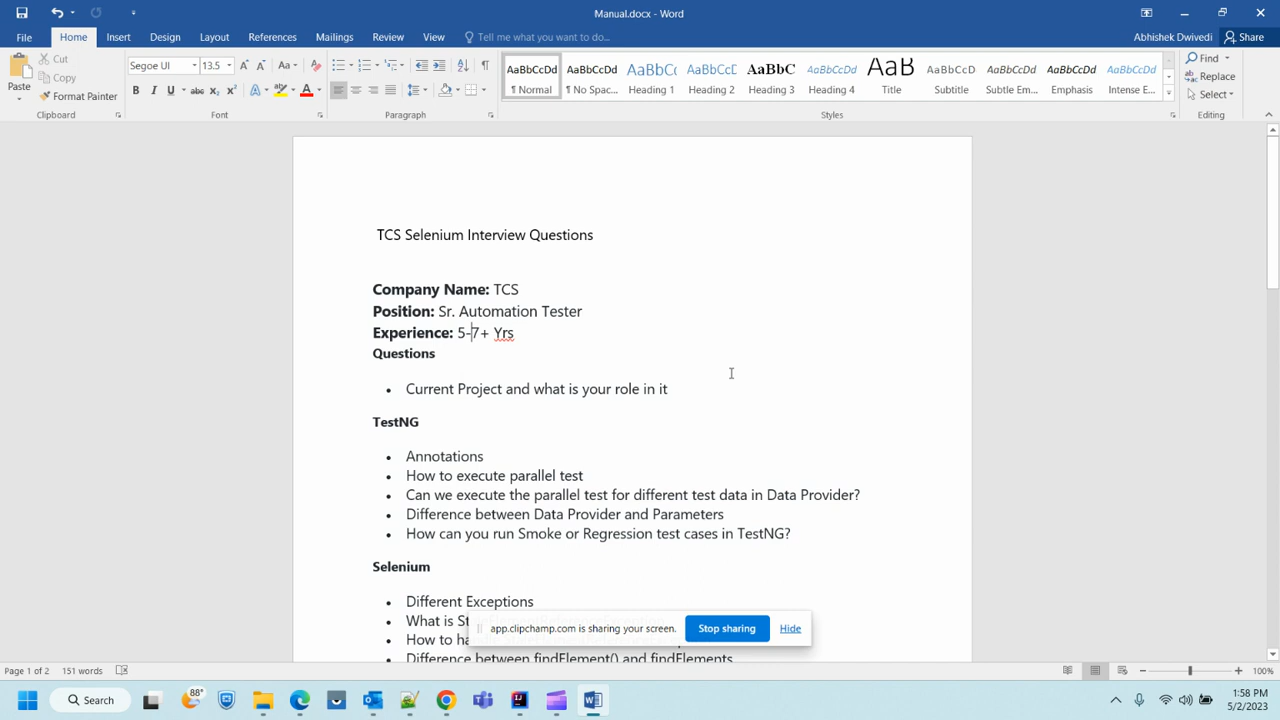 Manual.docx - Word
File Home Insert Design Layout References Mailings Review View Tell me what you want to do... Abhishek Dwivedi Share
Paste
Cut
Copy
Format Painter
Segoe UI 13.5
AaBbCcDd AaBbCcDd AaBbC AaBbCcD AaBbC AaBbCcDd AaB AaBbCcD AaBbCcDd AaBbCcDd AaBbCcDd
¶ Normal ¶ No Spac... Heading 1 Heading 2 Heading 3 Heading 4 Title Subtitle Subtle Em... Emphasis Intense E...
Find
Replace
Select
Clipboard Font Paragraph Styles Editing
TCS Selenium Interview Questions
Company Name: TCS
Position: Sr. Automation Tester
Experience: 5-7+ Yrs
Questions
• Current Project and what is your role in it
TestNG
• Annotations
• How to execute parallel test
• Can we execute the parallel test for different test data in Data Provider?
• Difference between Data Provider and Parameters
• How can you run Smoke or Regression test cases in TestNG?
Selenium
• Different Exceptions
• What is St
• How to ha
• Difference between findElement() and findElements
app.clipchamp.com is sharing your screen. Stop sharing Hide
Page 1 of 2 151 words 100%
Search
88°
1:58 PM
5/2/2023